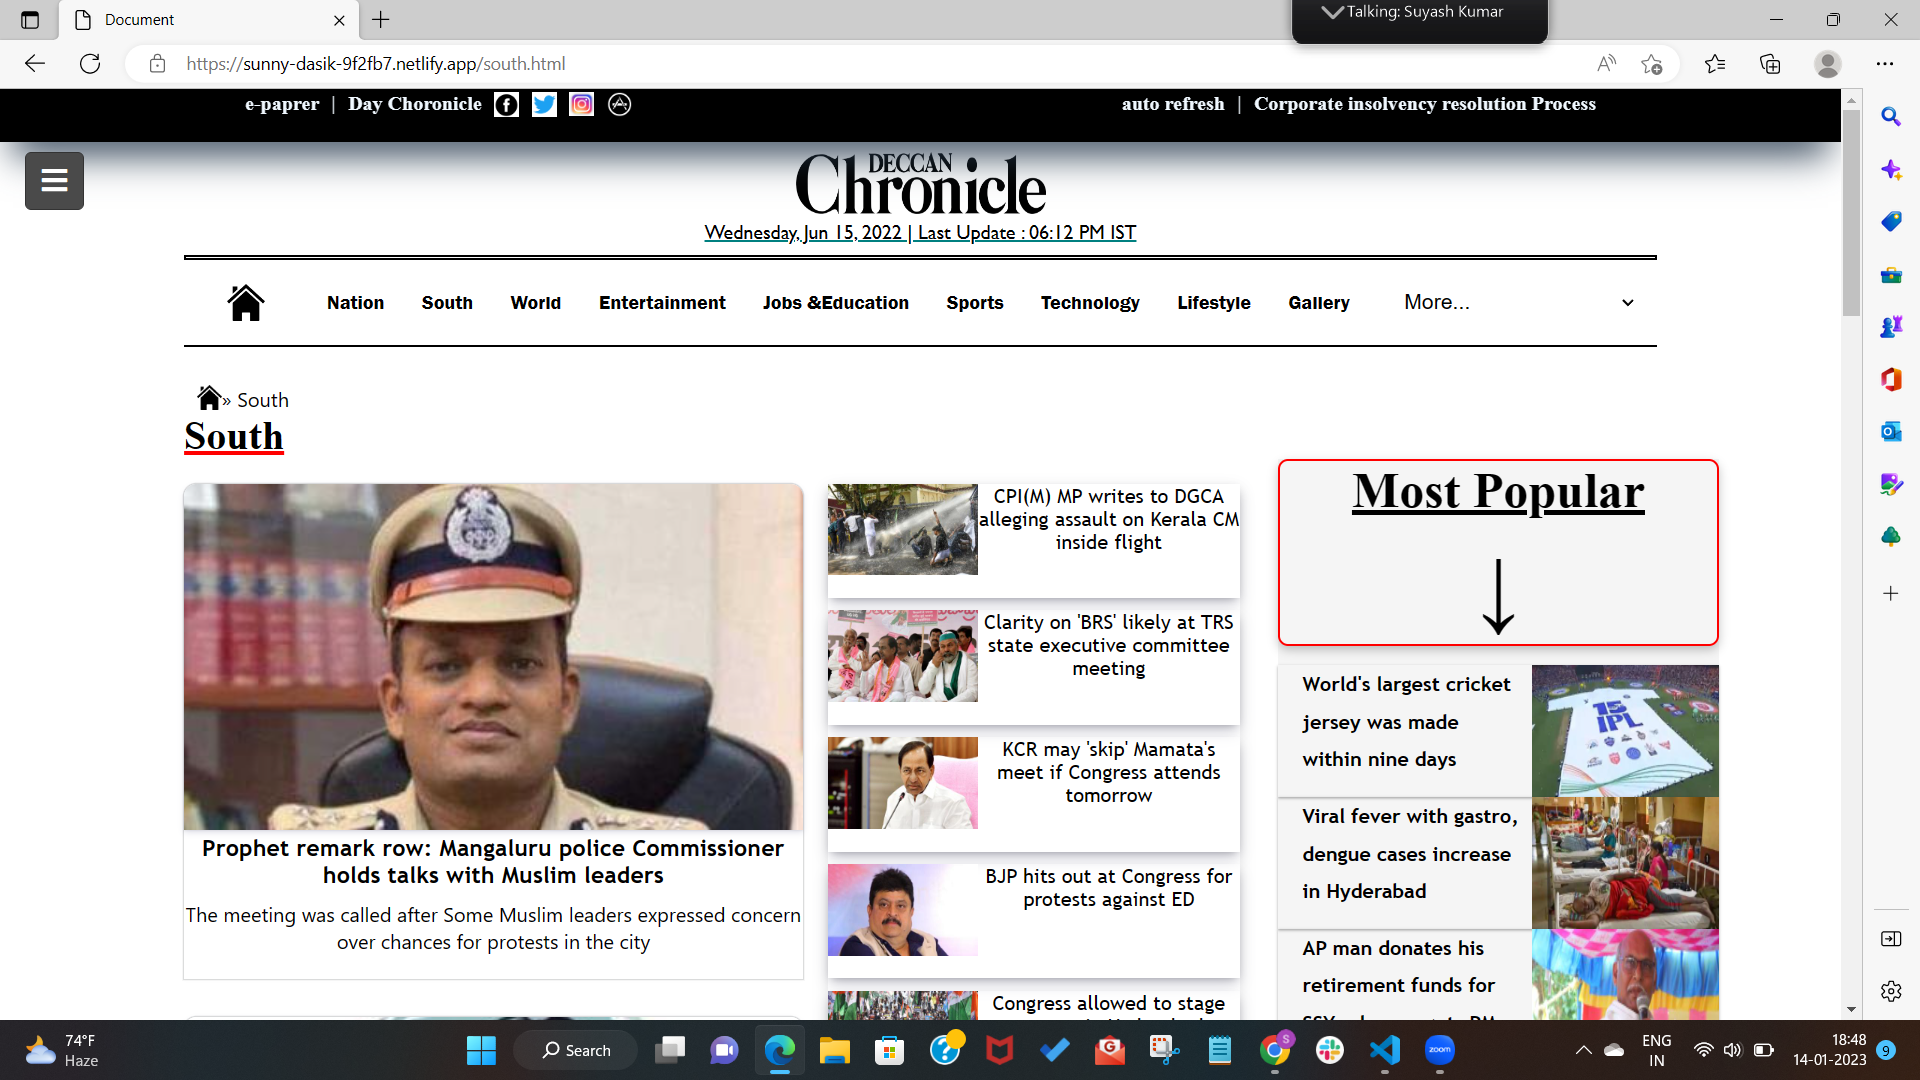 Document
Talking: Suyash Kumar
https://sunny-dasik-9f2fb7.netlify.app/south.html
e-paprer | Day Choronicle
auto refresh | Corporate insolvency resolution Process
DECCAN
Chronicle
Wednesday, Jun 15, 2022 | Last Update : 06:12 PM IST
Nation South World Entertainment Jobs &Education Sports Technology Lifestyle Gallery More...
» South
South
Prophet remark row: Mangaluru police Commissioner
holds talks with Muslim leaders
The meeting was called after Some Muslim leaders expressed concern
over chances for protests in the city
CPI(M) MP writes to DGCA
alleging assault on Kerala CM
inside flight
Clarity on 'BRS' likely at TRS
state executive committee
meeting
KCR may 'skip' Mamata's
meet if Congress attends
tomorrow
BJP hits out at Congress for
protests against ED
Congress allowed to stage
Most Popular
↓
World's largest cricket
jersey was made
within nine days
15
IPL
Viral fever with gastro,
dengue cases increase
in Hyderabad
AP man donates his
retirement funds for
74°F
Haze
Search
zoom
S
ENG
IN
18:48
14-01-2023
9